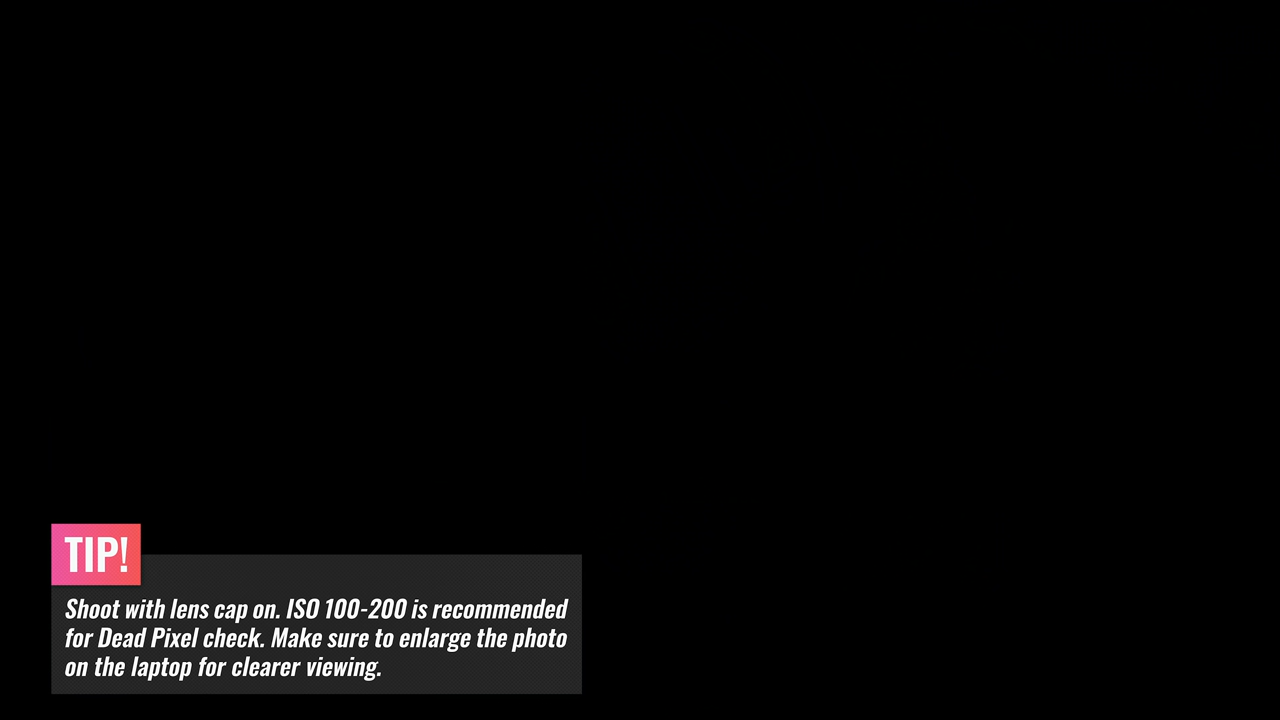 TIP!
Shoot with lens cap on. ISO 100-200 is recommended
for Dead Pixel check. Make sure to enlarge the photo
on the laptop for clearer viewing.